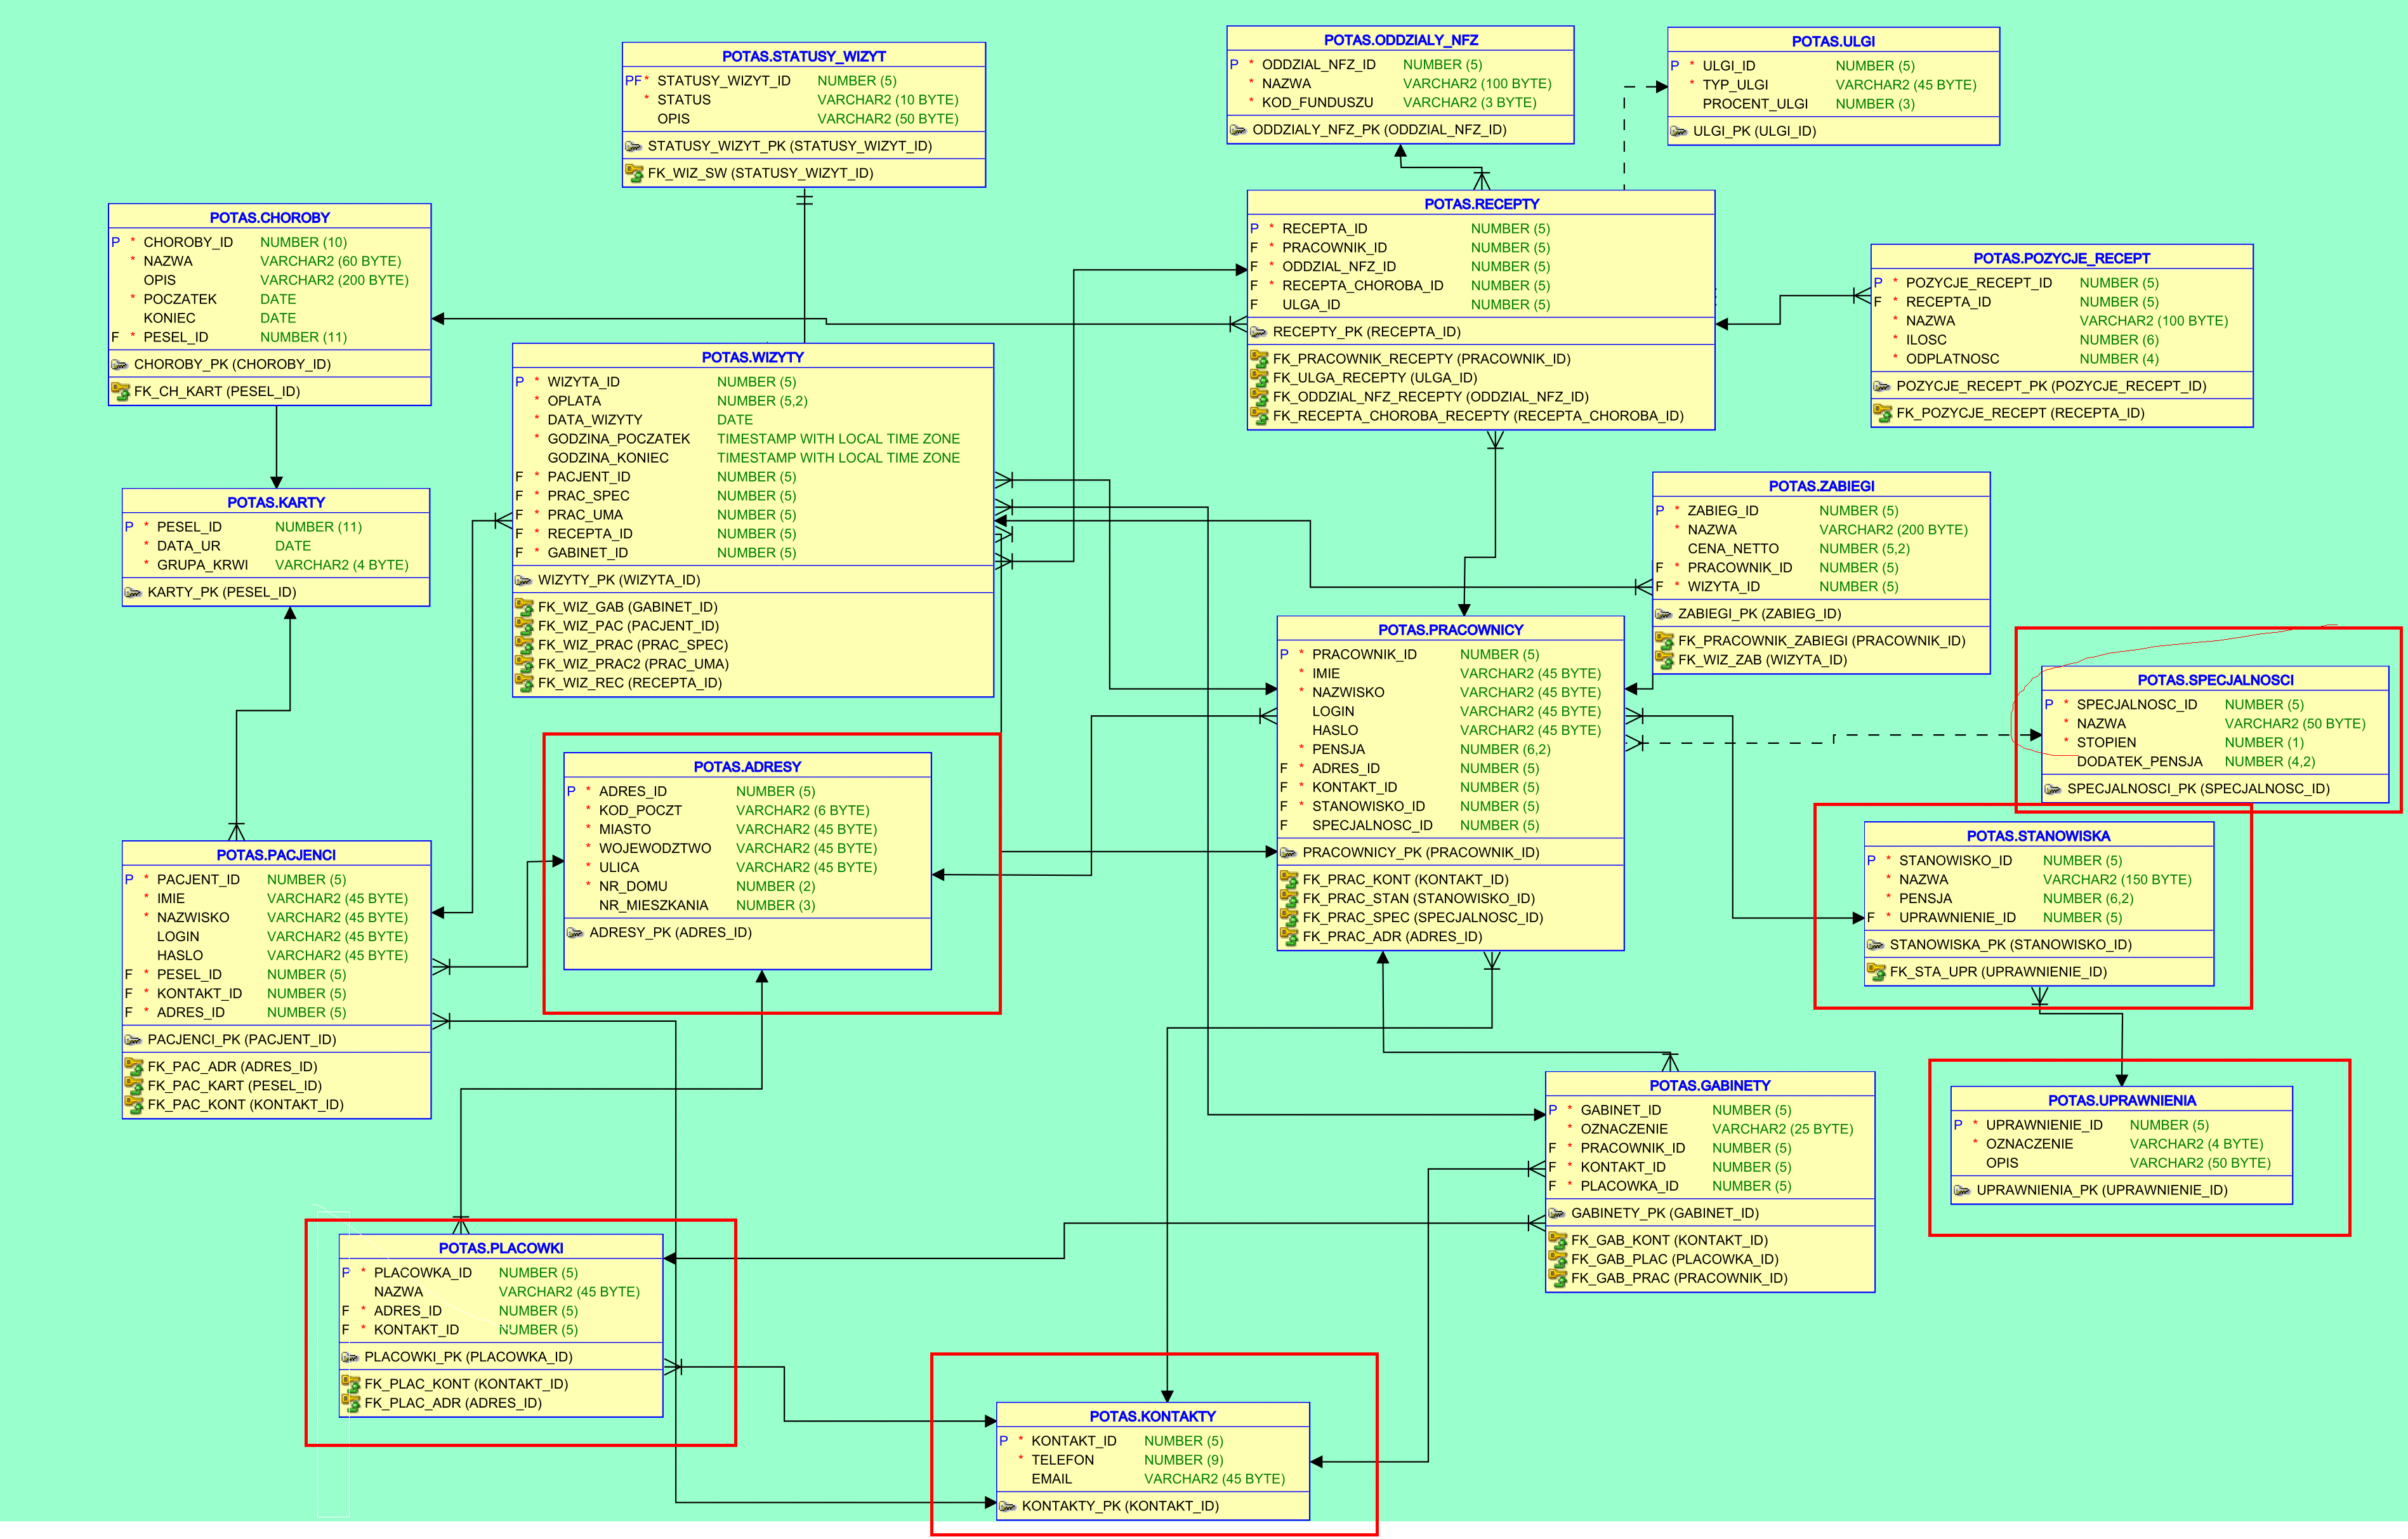 POTAS.STATUSY_WIZYT
PF* STATUSY_WIZYT_ID NUMBER (5)
* STATUS VARCHAR2 (10 BYTE)
OPIS VARCHAR2 (50 BYTE)
STATUSY_WIZYT_PK (STATUSY_WIZYT_ID)
FK_WIZ_SW (STATUSY_WIZYT_ID)
POTAS.ODDZIALY_NFZ
P * ODDZIAL_NFZ_ID NUMBER (5)
* NAZWA VARCHAR2 (100 BYTE)
* KOD_FUNDUSZU VARCHAR2 (3 BYTE)
ODDZIALY_NFZ_PK (ODDZIAL_NFZ_ID)
POTAS.ULGI
P * ULGI_ID NUMBER (5)
* TYP_ULGI VARCHAR2 (45 BYTE)
PROCENT_ULGI NUMBER (3)
ULGI_PK (ULGI_ID)
POTAS.CHOROBY
P * CHOROBY_ID NUMBER (10)
* NAZWA VARCHAR2 (60 BYTE)
OPIS VARCHAR2 (200 BYTE)
* POCZATEK DATE
KONIEC DATE
F * PESEL_ID NUMBER (11)
CHOROBY_PK (CHOROBY_ID)
FK_CH_KART (PESEL_ID)
POTAS.RECEPTY
P * RECEPTA_ID NUMBER (5)
F * PRACOWNIK_ID NUMBER (5)
F * ODDZIAL_NFZ_ID NUMBER (5)
F * RECEPTA_CHOROBA_ID NUMBER (5)
F ULGA_ID NUMBER (5)
RECEPTY_PK (RECEPTA_ID)
FK_PRACOWNIK_RECEPTY (PRACOWNIK_ID)
FK_ULGA_RECEPTY (ULGA_ID)
FK_ODDZIAL_NFZ_RECEPTY (ODDZIAL_NFZ_ID)
FK_RECEPTA_CHOROBA_RECEPTY (RECEPTA_CHOROBA_ID)
POTAS.POZYCJE_RECEPT
P * POZYCJE_RECEPT_ID NUMBER (5)
F * RECEPTA_ID NUMBER (5)
* NAZWA VARCHAR2 (100 BYTE)
* ILOSC NUMBER (6)
* ODPLATNOSC NUMBER (4)
POZYCJE_RECEPT_PK (POZYCJE_RECEPT_ID)
FK_POZYCJE_RECEPT (RECEPTA_ID)
POTAS.WIZYTY
P * WIZYTA_ID NUMBER (5)
* OPLATA NUMBER (5,2)
* DATA_WIZYTY DATE
* GODZINA_POCZATEK TIMESTAMP WITH LOCAL TIME ZONE
GODZINA_KONIEC TIMESTAMP WITH LOCAL TIME ZONE
F * PACJENT_ID NUMBER (5)
F * PRAC_SPEC NUMBER (5)
F * PRAC_UMA NUMBER (5)
F * RECEPTA_ID NUMBER (5)
F * GABINET_ID NUMBER (5)
WIZYTY_PK (WIZYTA_ID)
FK_WIZ_GAB (GABINET_ID)
FK_WIZ_PAC (PACJENT_ID)
FK_WIZ_PRAC (PRAC_SPEC)
FK_WIZ_PRAC2 (PRAC_UMA)
FK_WIZ_REC (RECEPTA_ID)
POTAS.KARTY
P * PESEL_ID NUMBER (11)
* DATA_UR DATE
* GRUPA_KRWI VARCHAR2 (4 BYTE)
KARTY_PK (PESEL_ID)
POTAS.ZABIEGI
P * ZABIEG_ID NUMBER (5)
* NAZWA VARCHAR2 (200 BYTE)
CENA_NETTO NUMBER (5,2)
F * PRACOWNIK_ID NUMBER (5)
F * WIZYTA_ID NUMBER (5)
ZABIEGI_PK (ZABIEG_ID)
FK_PRACOWNIK_ZABIEGI (PRACOWNIK_ID)
FK_WIZ_ZAB (WIZYTA_ID)
POTAS.PRACOWNICY
P * PRACOWNIK_ID NUMBER (5)
* IMIE VARCHAR2 (45 BYTE)
* NAZWISKO VARCHAR2 (45 BYTE)
LOGIN VARCHAR2 (45 BYTE)
HASLO VARCHAR2 (45 BYTE)
* PENSJA NUMBER (6,2)
F * ADRES_ID NUMBER (5)
F * KONTAKT_ID NUMBER (5)
F * STANOWISKO_ID NUMBER (5)
F SPECJALNOSC_ID NUMBER (5)
PRACOWNICY_PK (PRACOWNIK_ID)
FK_PRAC_KONT (KONTAKT_ID)
FK_PRAC_STAN (STANOWISKO_ID)
FK_PRAC_SPEC (SPECJALNOSC_ID)
FK_PRAC_ADR (ADRES_ID)
POTAS.SPECJALNOSCI
P * SPECJALNOSC_ID NUMBER (5)
* NAZWA VARCHAR2 (50 BYTE)
* STOPIEN NUMBER (1)
DODATEK_PENSJA NUMBER (4,2)
SPECJALNOSCI_PK (SPECJALNOSC_ID)
POTAS.ADRESY
P * ADRES_ID NUMBER (5)
* KOD_POCZT VARCHAR2 (6 BYTE)
* MIASTO VARCHAR2 (45 BYTE)
* WOJEWODZTWO VARCHAR2 (45 BYTE)
* ULICA VARCHAR2 (45 BYTE)
* NR_DOMU NUMBER (2)
NR_MIESZKANIA NUMBER (3)
ADRESY_PK (ADRES_ID)
POTAS.STANOWISKA
P * STANOWISKO_ID NUMBER (5)
* NAZWA VARCHAR2 (150 BYTE)
* PENSJA NUMBER (6,2)
F * UPRAWNIENIE_ID NUMBER (5)
STANOWISKA_PK (STANOWISKO_ID)
FK_STA_UPR (UPRAWNIENIE_ID)
POTAS.PACJENCI
P * PACJENT_ID NUMBER (5)
* IMIE VARCHAR2 (45 BYTE)
* NAZWISKO VARCHAR2 (45 BYTE)
LOGIN VARCHAR2 (45 BYTE)
HASLO VARCHAR2 (45 BYTE)
F * PESEL_ID NUMBER (5)
F * KONTAKT_ID NUMBER (5)
F * ADRES_ID NUMBER (5)
PACJENCI_PK (PACJENT_ID)
FK_PAC_ADR (ADRES_ID)
FK_PAC_KART (PESEL_ID)
FK_PAC_KONT (KONTAKT_ID)
POTAS.GABINETY
P * GABINET_ID NUMBER (5)
* OZNACZENIE VARCHAR2 (25 BYTE)
F * PRACOWNIK_ID NUMBER (5)
F * KONTAKT_ID NUMBER (5)
F * PLACOWKA_ID NUMBER (5)
GABINETY_PK (GABINET_ID)
FK_GAB_KONT (KONTAKT_ID)
FK_GAB_PLAC (PLACOWKA_ID)
FK_GAB_PRAC (PRACOWNIK_ID)
POTAS.UPRAWNIENIA
P * UPRAWNIENIE_ID NUMBER (5)
* OZNACZENIE VARCHAR2 (4 BYTE)
OPIS VARCHAR2 (50 BYTE)
UPRAWNIENIA_PK (UPRAWNIENIE_ID)
POTAS.PLACOWKI
P * PLACOWKA_ID NUMBER (5)
NAZWA VARCHAR2 (45 BYTE)
F * ADRES_ID NUMBER (5)
F * KONTAKT_ID NUMBER (5)
PLACOWKI_PK (PLACOWKA_ID)
FK_PLAC_KONT (KONTAKT_ID)
FK_PLAC_ADR (ADRES_ID)
POTAS.KONTAKTY
P * KONTAKT_ID NUMBER (5)
* TELEFON NUMBER (9)
EMAIL VARCHAR2 (45 BYTE)
KONTAKTY_PK (KONTAKT_ID)